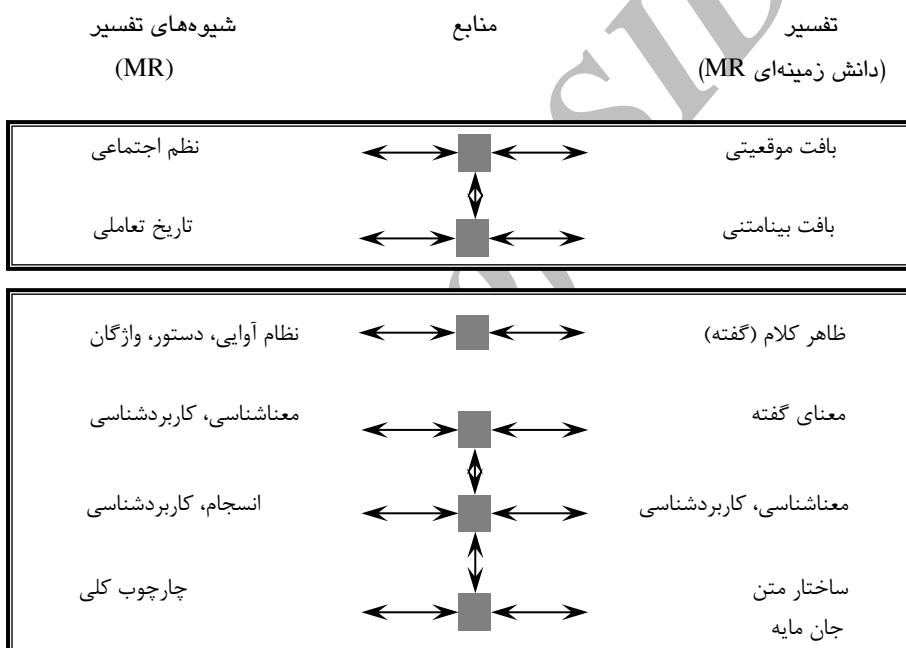 تفسیر منابع شیوه‌های تفسیر
(دانش زمینه‌ای MR) (MR)
بافت موقعیتی نظم اجتماعی
بافت بینامتنی تاریخ تعاملی
ظاهر کلام (گفته) نظام آوایی، دستور، واژگان
معنای گفته معناشناسی، کاربردشناسی
معناشناسی، کاربردشناسی انسجام، کاربردشناسی
ساختار متن چارچوب کلی
جان مایه